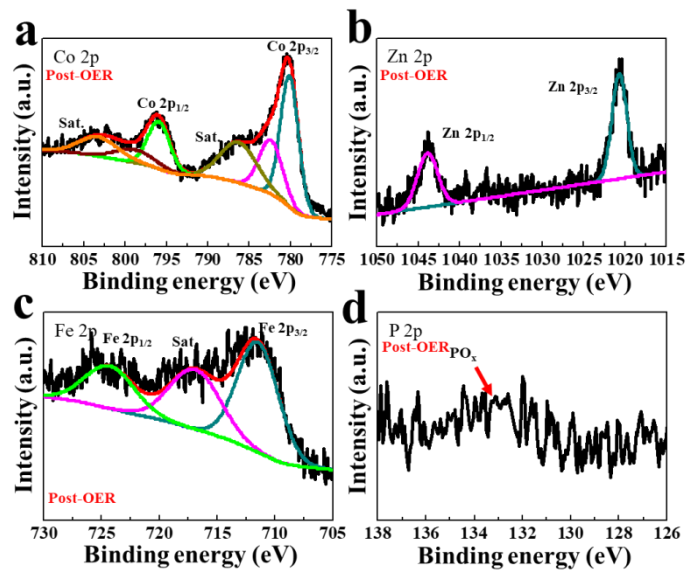 a
Co 2p
Post-OER
Co 2p3/2
Co 2p1/2
Sat.
Sat.
Intensity (a.u.)
810 805 800 795 790 785 780 775
Binding energy (eV)
b
Zn 2p
Post-OER
Zn 2p3/2
Zn 2p1/2
Intensity (a.u.)
1050 1045 1040 1035 1030 1025 1020 1015
Binding energy (eV)
c
Fe 2p
Fe 2p1/2
Sat.
Fe 2p3/2
Post-OER
Intensity (a.u.)
730 725 720 715 710 705
Binding energy (eV)
d
P 2p
Post-OER
POx
Intensity (a.u.)
138 136 134 132 130 128 126
Binding energy (eV)